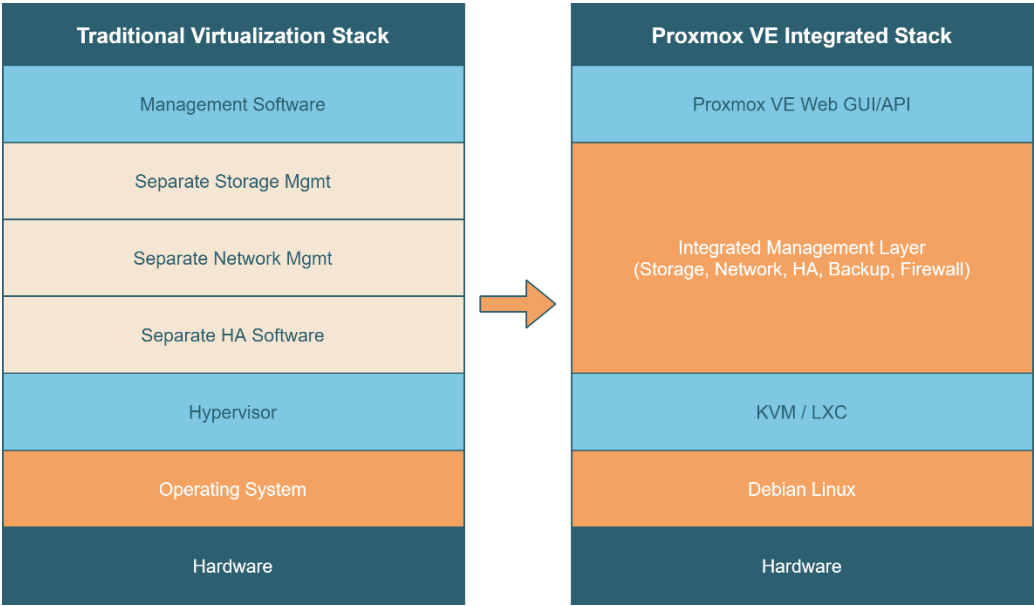 Traditional Virtualization Stack
Management Software
Separate Storage Mgmt
Separate Network Mgmt
Separate HA Software
Hypervisor
Operating System
Hardware
Proxmox VE Integrated Stack
Proxmox VE Web GUI/API
Integrated Management Layer
(Storage, Network, HA, Backup, Firewall)
KVM / LXC
Debian Linux
Hardware